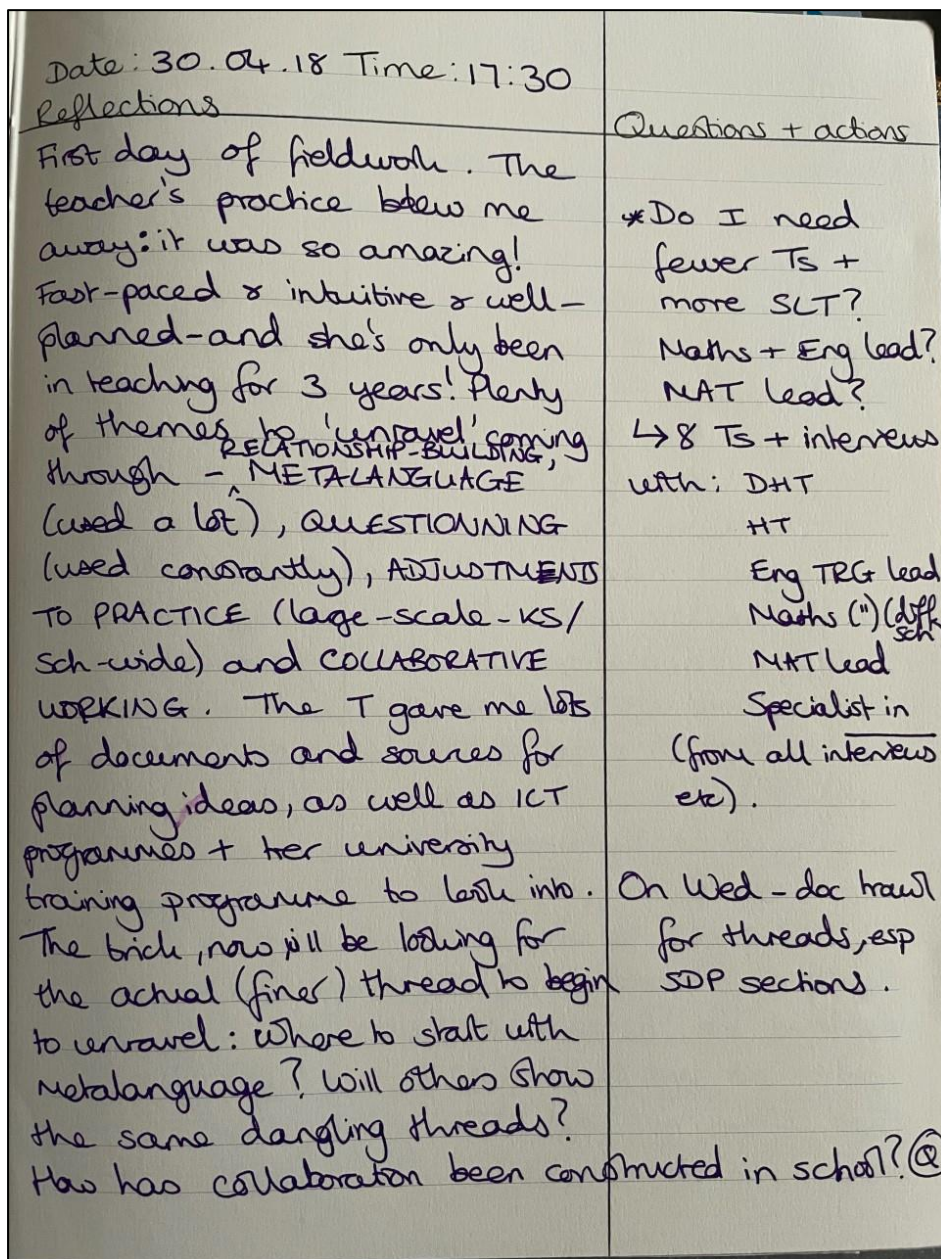 Date: 30.04.18 Time: 17:30
Reflections
First day of fieldwork. The
teacher's practice blew me
away: it was so amazing!
Fast-paced & intuitive & well-
planned - and she's only been
in teaching for 3 years! Plenty
of themes to 'unravel' coming
through - RELATIONSHIP-BUILDING, METALANGUAGE
(used a lot), QUESTIONNING
(used constantly), ADJUSTMENTS
TO PRACTICE (lage-scale-KS/
Sch-wide) and COLLABORATIVE
WORKING. The T gave me lots
of documents and sources for
planning ideas, as well as ICT
programmes + her university
training programme to look into.
The trick, now will be looking for
the actual (finer) thread to begin
to unravel: Where to start with
Metalanguage? Will others show
the same dangling threads?
How has collaboration been constructed in school? Q
Questions + actions
*Do I need
fewer Ts +
more SLT?
Maths + Eng lead?
MAT lead?
↳ 8 Ts + interviews
with: DHT
HT
Eng TRG lead
Maths (") (diff sch
MAT lead
Specialist in
(from all interviews
etc).
On Wed - doc trawl
for threads, esp
SDP sections.